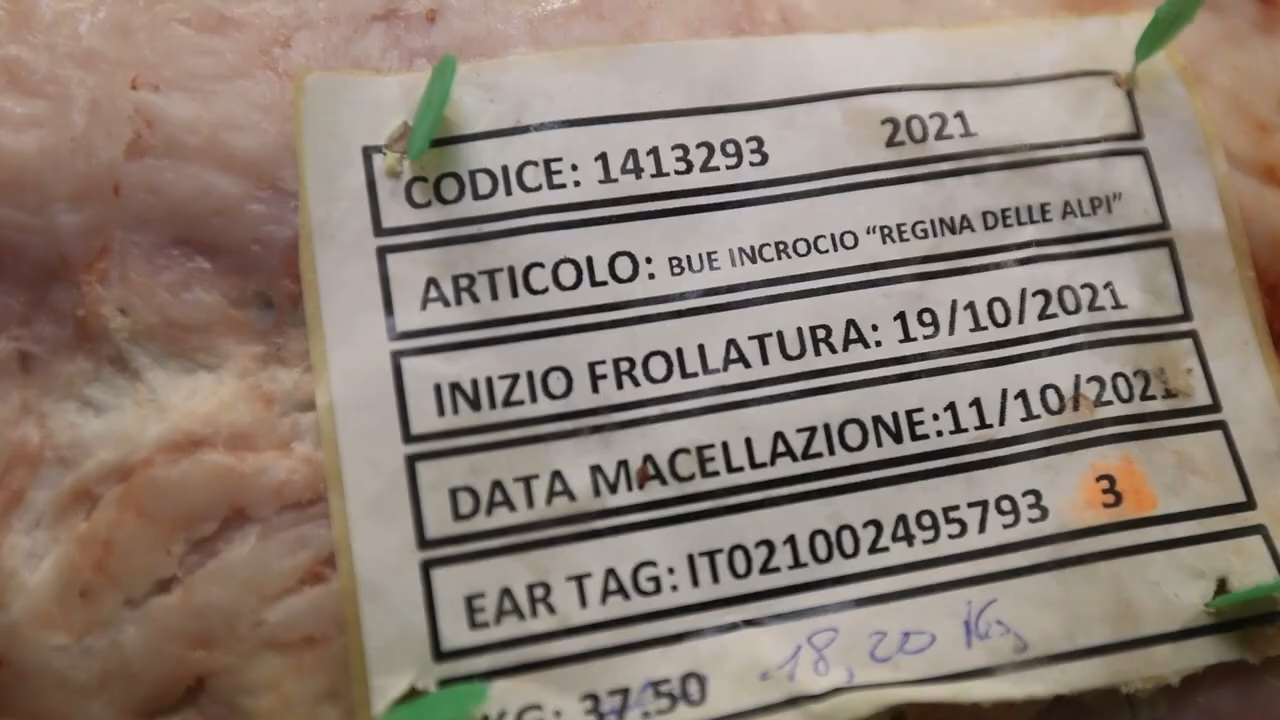 CODICE: 1413293 2021
ARTICOLO: BUE INCROCIO “REGINA DELLE ALPI”
INIZIO FROLLATURA: 19/10/2021
DATA MACELLAZIONE:11/10/2021
EAR TAG: IT021002495793 3
KG: 37.50 18,20 Kg